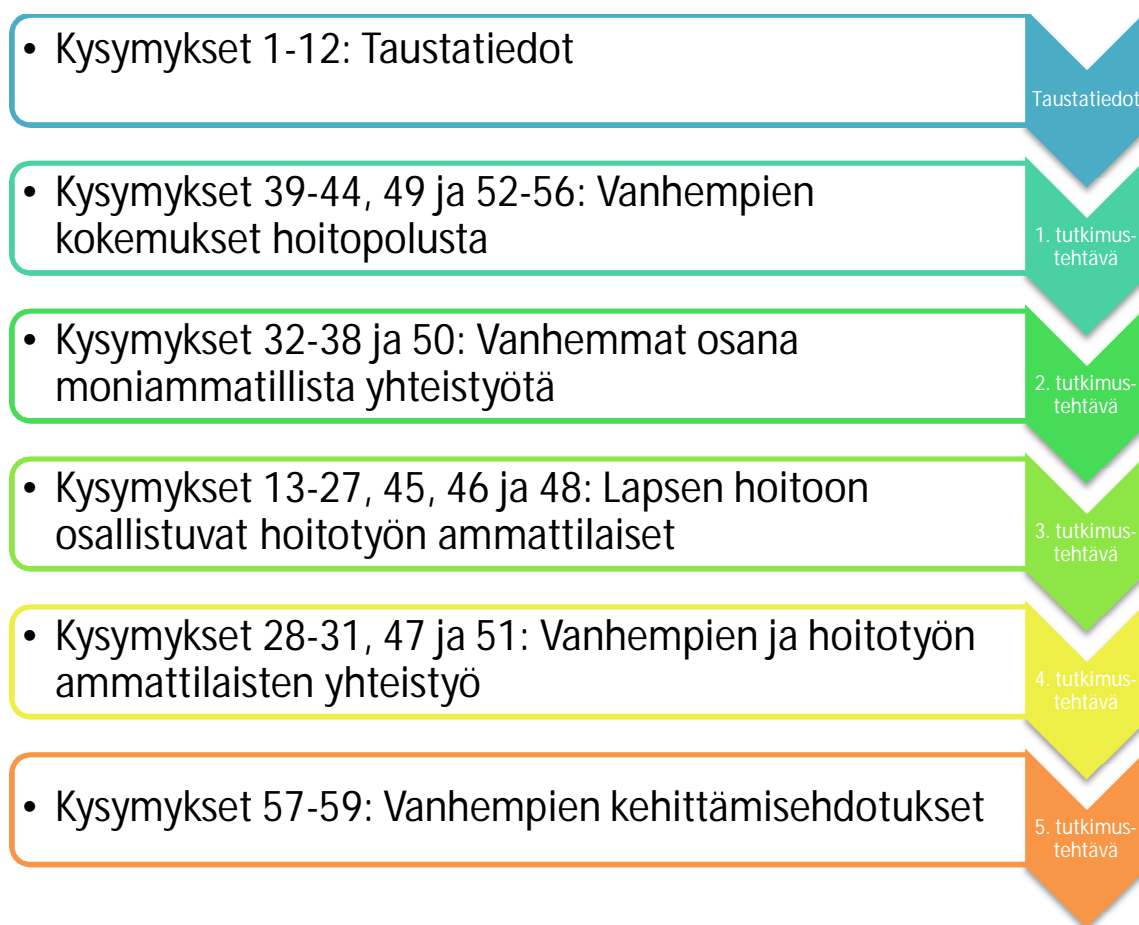 • Kysymykset 1-12: Taustatiedot
Taustatiedot
• Kysymykset 39-44, 49 ja 52-56: Vanhempien
kokemukset hoitopolusta
1. tutkimus-
tehtävä
• Kysymykset 32-38 ja 50: Vanhemmat osana
moniammatillista yhteistyötä
2. tutkimus-
tehtävä
• Kysymykset 13-27, 45, 46 ja 48: Lapsen hoitoon
osallistuvat hoitotyön ammattilaiset
3. tutkimus-
tehtävä
• Kysymykset 28-31, 47 ja 51: Vanhempien ja hoitotyön
ammattilaisten yhteistyö
4. tutkimus-
tehtävä
• Kysymykset 57-59: Vanhempien kehittämisehdotukset
5. tutkimus-
tehtävä